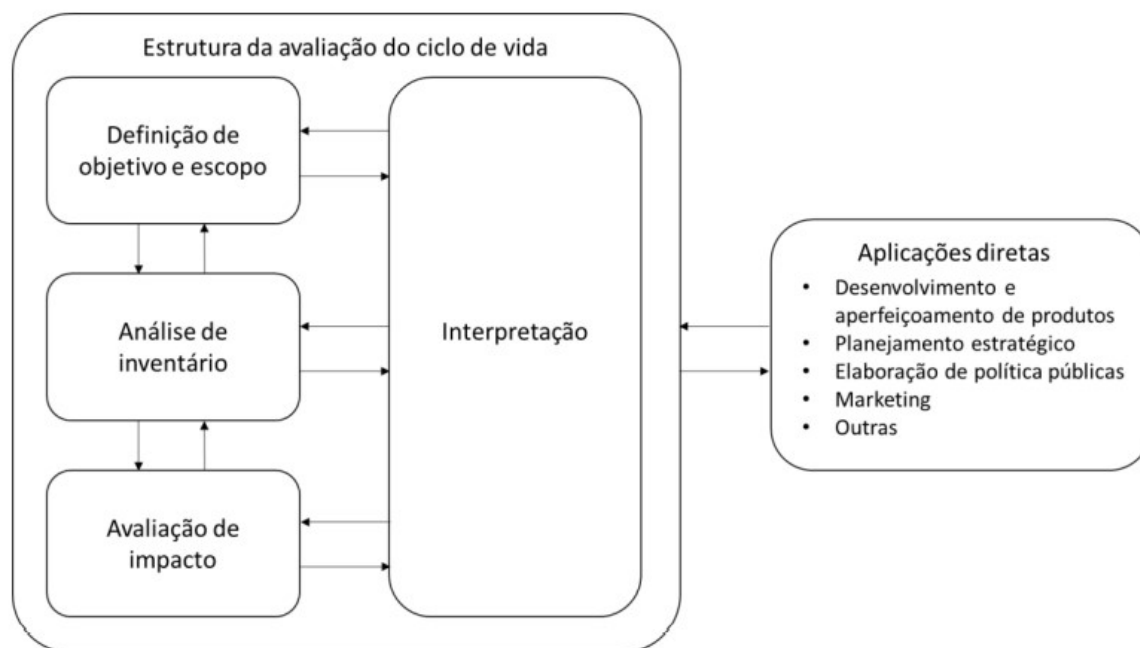 Estrutura da avaliação do ciclo de vida
Definição de
objetivo e escopo
Análise de
inventário
Avaliação de
impacto
Interpretação
Aplicações diretas
• Desenvolvimento e
aperfeiçoamento de produtos
• Planejamento estratégico
• Elaboração de política públicas
• Marketing
• Outras